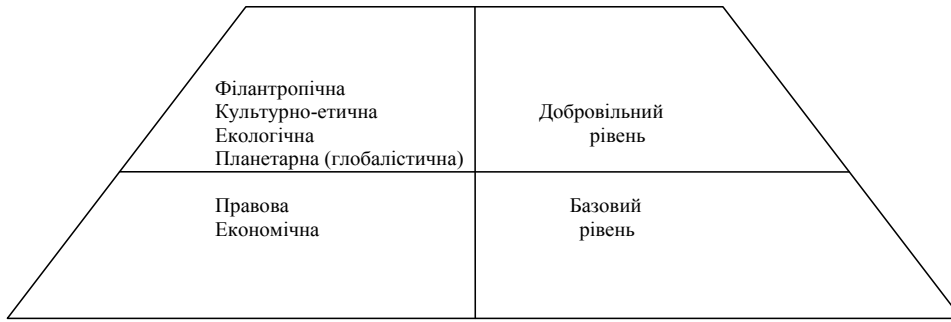 Філантропічна
Культурно-етична
Екологічна
Планетарна (глобалістична)
Добровільний
рівень
Правова
Економічна
Базовий
рівень